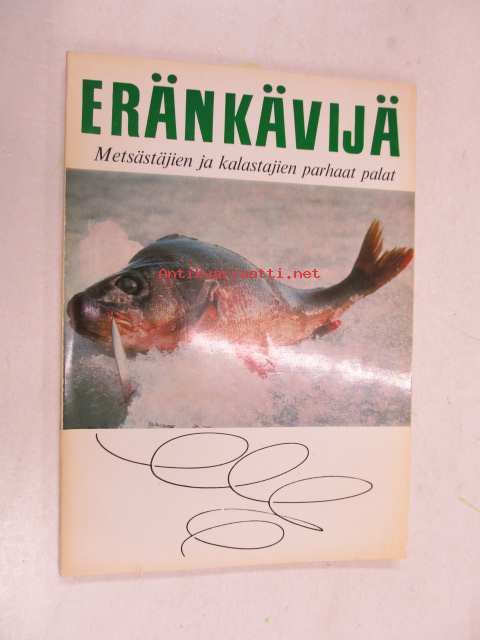 ERÄNKÄVIJÄ
Metsästäjien ja kalastajien parhaat palat
Antikvariaatti.net